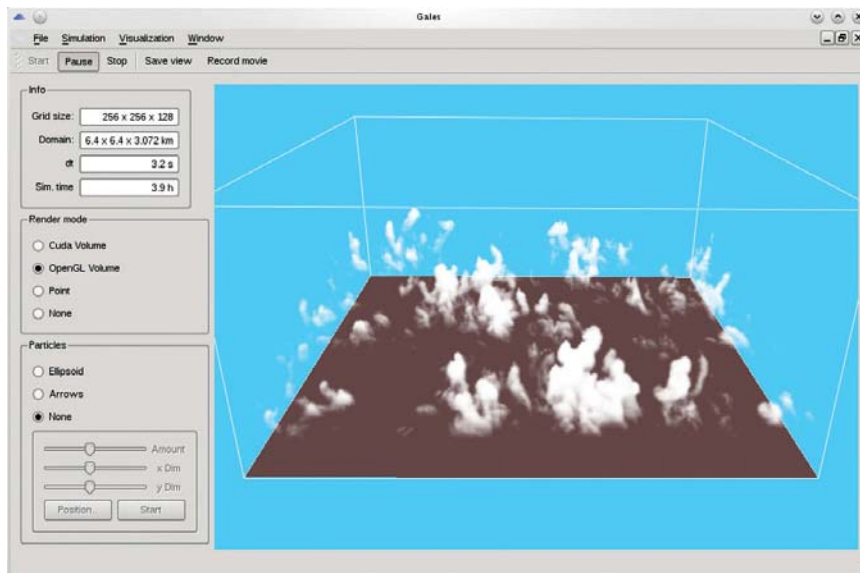 Gales
File Simulation Visualization Window
Start Pause Stop Save view Record movie
Info
Grid size: 256 x 256 x 128
Domain: 6.4 x 6.4 x 3.072 km
dt 3.2 s
Sim. time 3.9 h
Render mode
Cuda Volume
OpenGL Volume
Point
None
Particles
Ellipsoid
Arrows
None
Amount
x Dim
y Dim
Position... Start